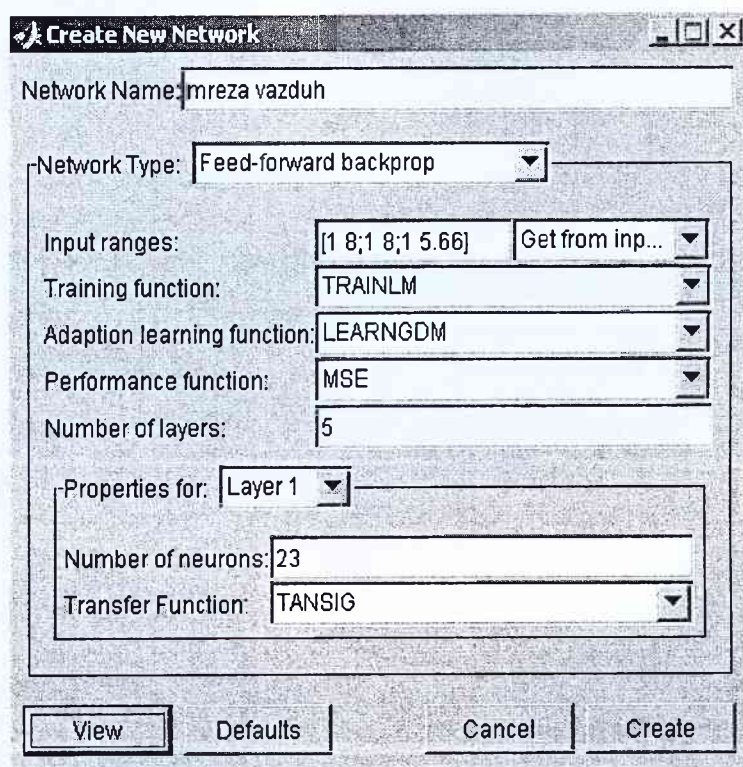 Create New Network
Network Name: mreza vazduh
Network Type: Feed-forward backprop
Input ranges: [1 8;1 8;1 5.66] Get from inp...
Training function: TRAINLM
Adaption learning function: LEARNGDM
Performance function: MSE
Number of layers: 5
Properties for: Layer 1
Number of neurons: 23
Transfer Function: TANSIG
View Defaults Cancel Create